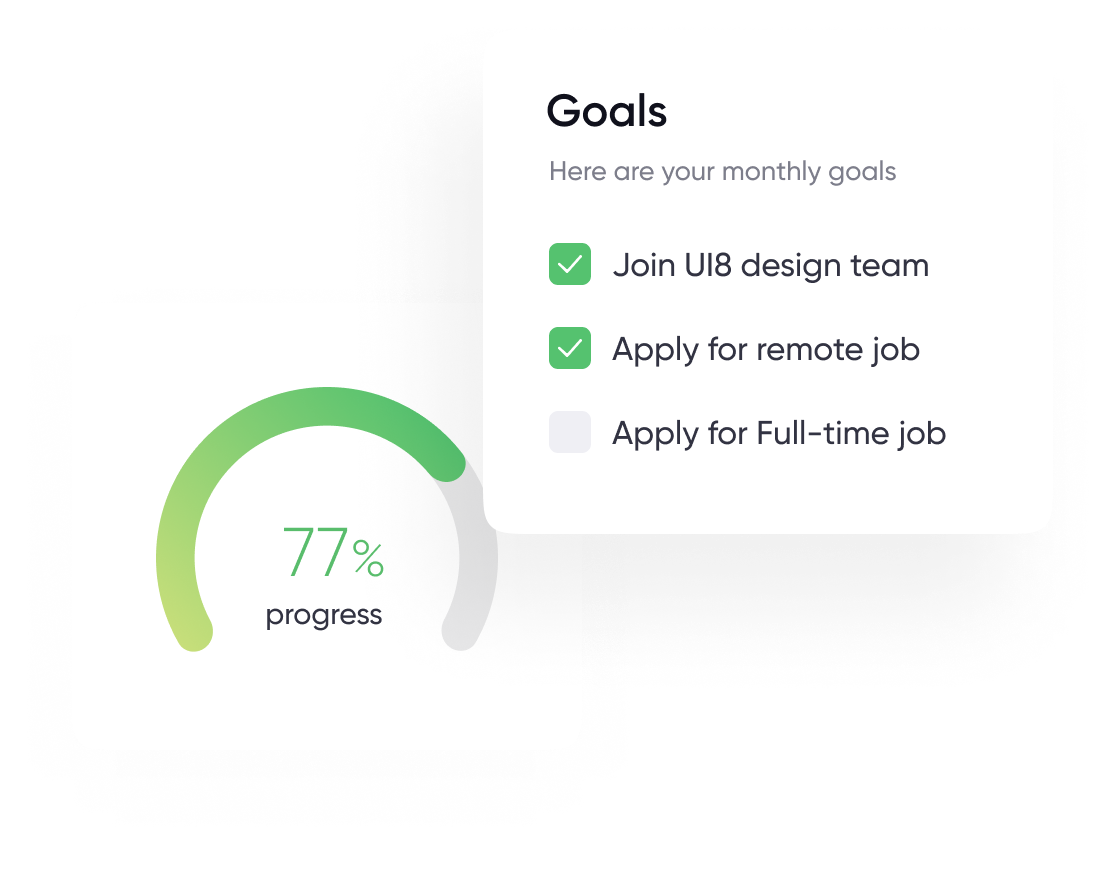 Goals
Here are your monthly goals
Join UI8 design team
Apply for remote job
Apply for Full-time job
77%
progress